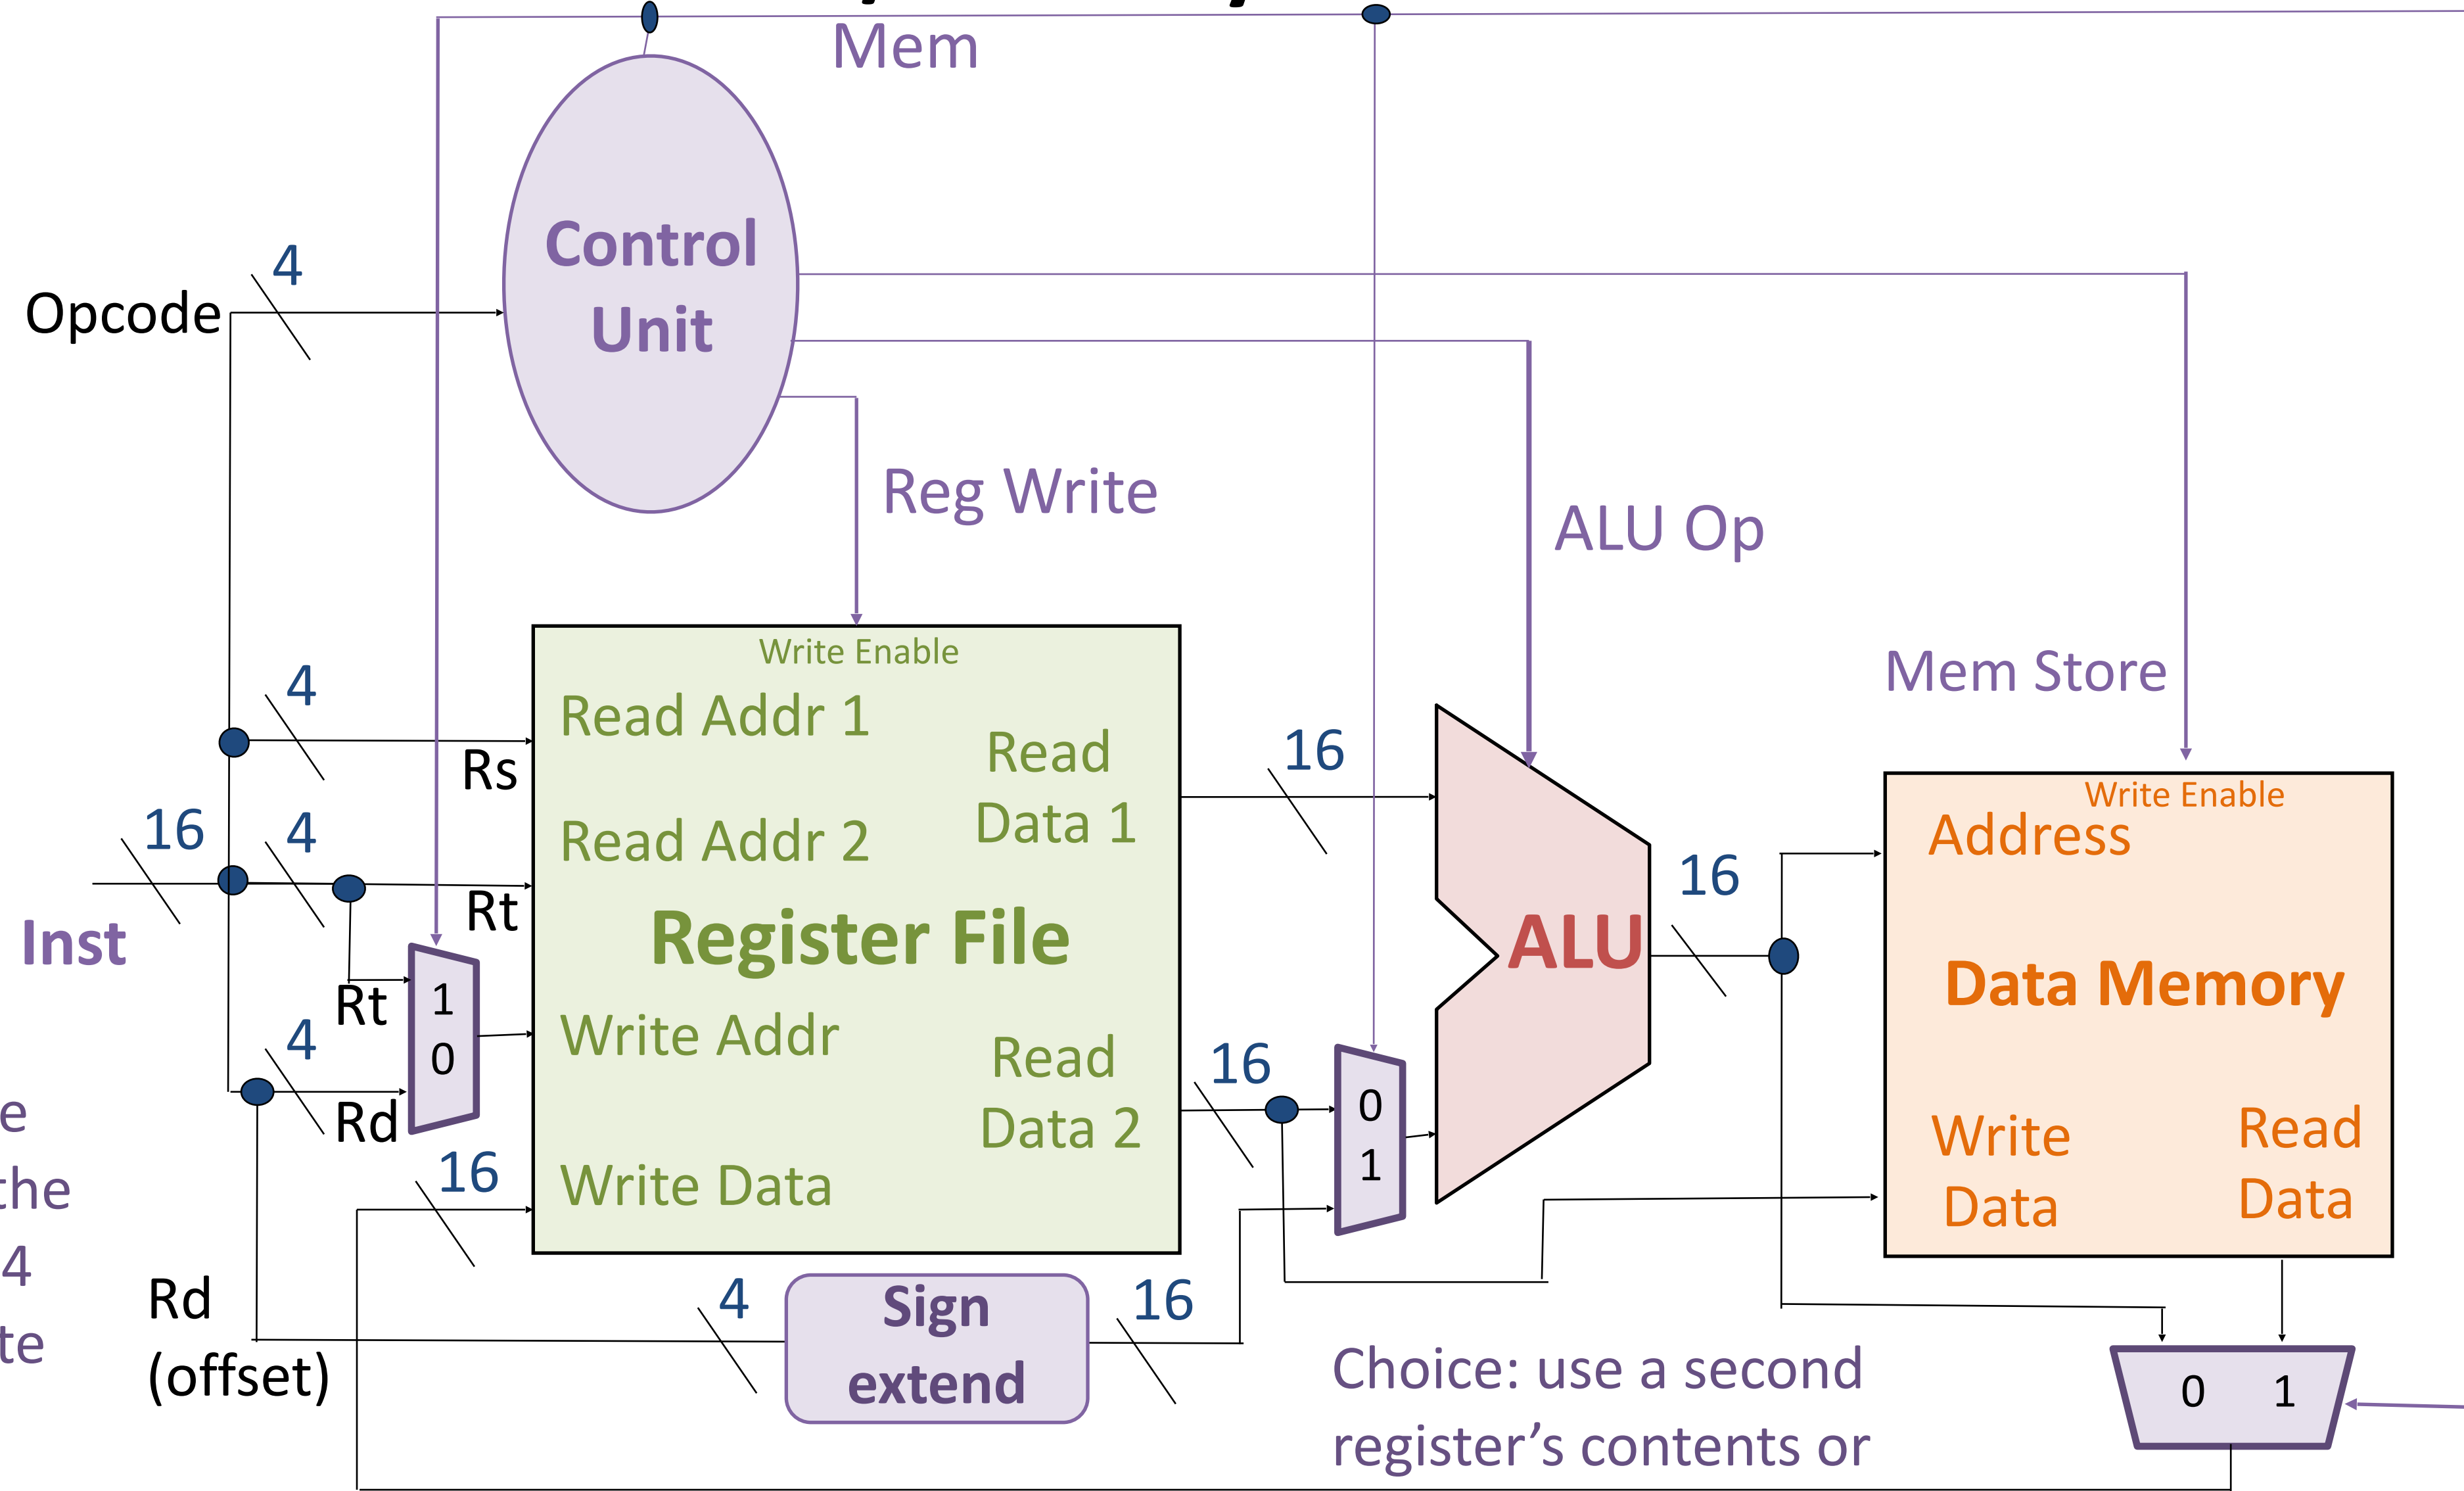 Mem
Control
Unit
4
Opcode
Reg Write
ALU Op
Mem Store
Write Enable
4
Read Addr 1
Rs
Read
Data 1
16
16
4
Read Addr 2
Rt
Inst
Register File
ALU
16
Write Enable
Address
Data Memory
Rt
1
0
4
Rd
Write Addr
Read
Data 2
16
0
1
Write
Data
Read
Data
16
Write Data
e
the
4
te
Rd
(offset)
4
Sign
extend
16
Choice: use a second
register’s contents or
0 1